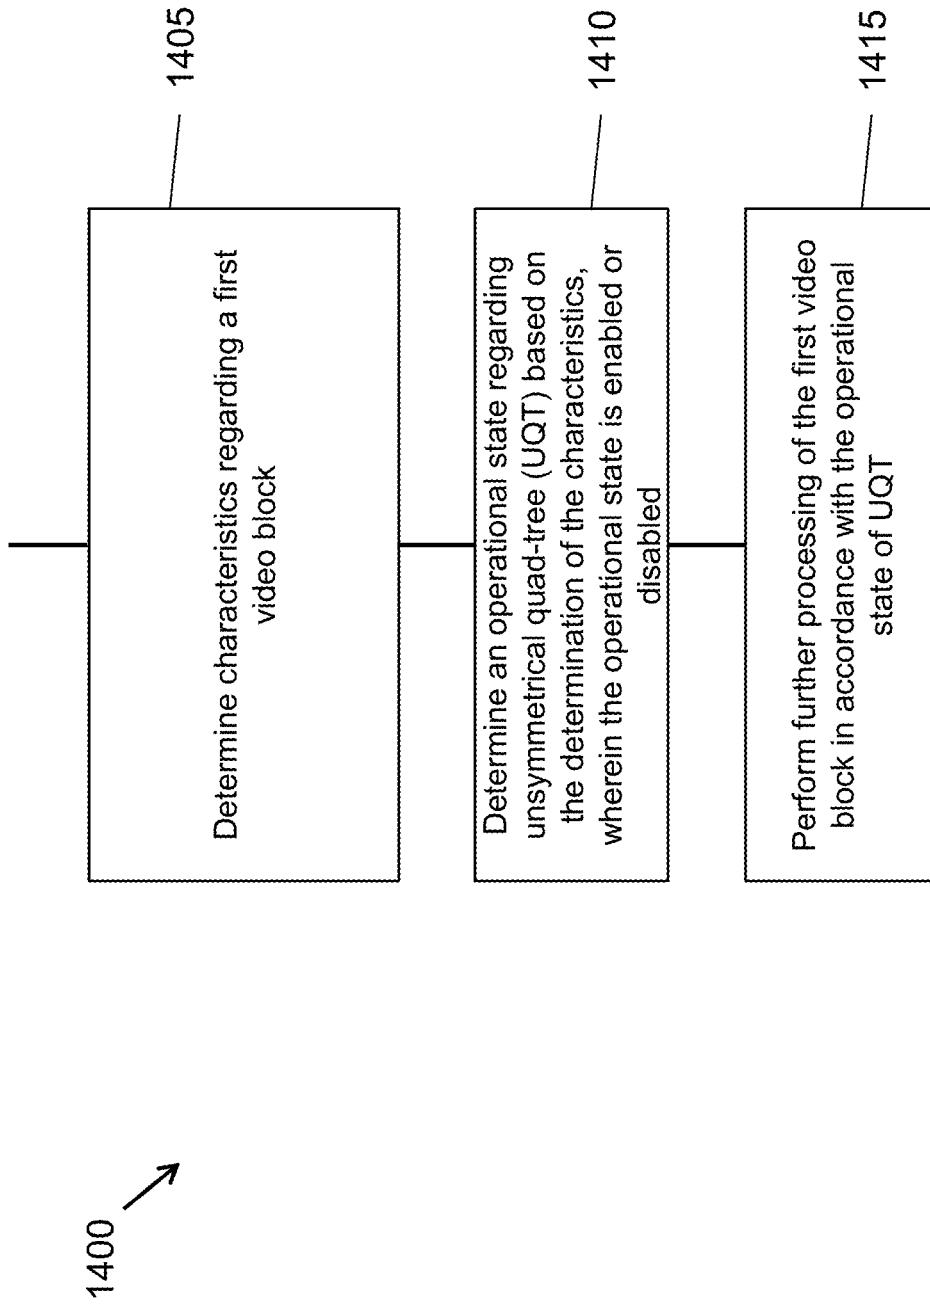 1400
Determine characteristics regarding a first
video block
1405
Determine an operational state regarding
unsymmetrical quad-tree (UQT) based on
the determination of the characteristics,
wherein the operational state is enabled or
disabled
1410
Perform further processing of the first video
block in accordance with the operational
state of UQT
1415